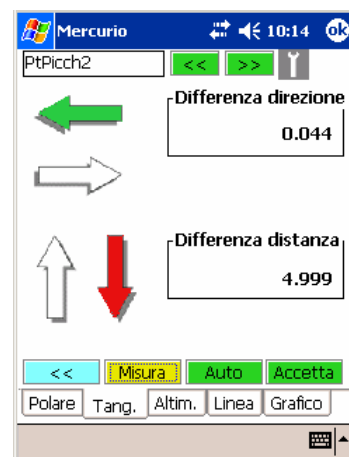 Mercurio 10:14 ok
PtPicch2 << >>
Differenza direzione
0.044
Differenza distanza
4.999
<< Misura Auto Accetta
Polare Tang. Altim. Linea Grafico